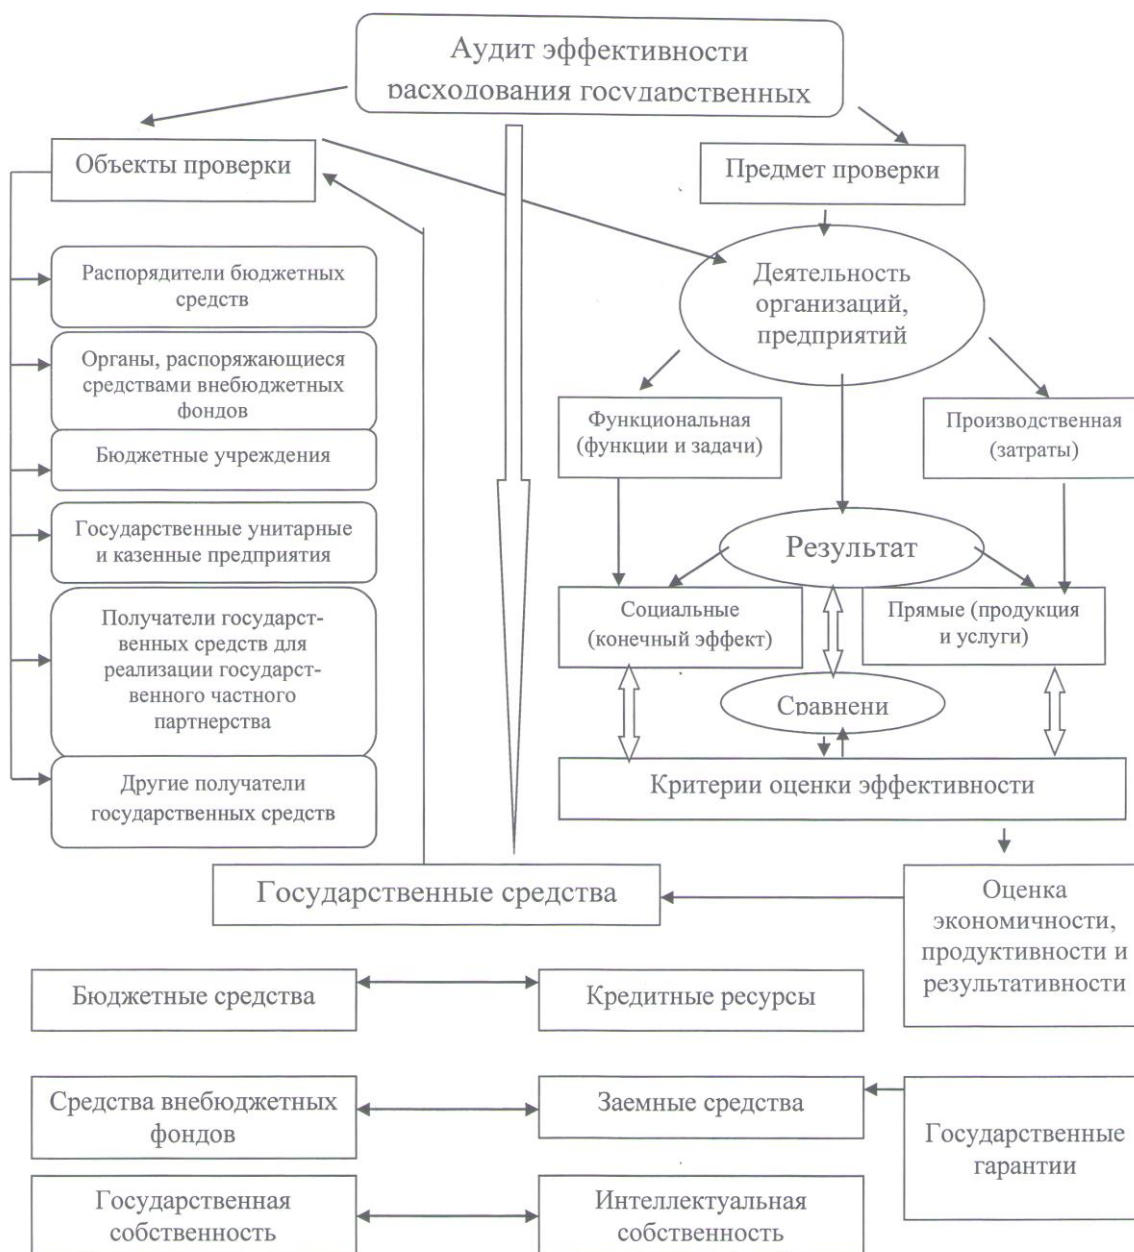 Аудит эффективности
расходования государственных
Объекты проверки
Предмет проверки
Распорядители бюджетных
средств
Органы, распоряжающиеся
средствами внебюджетных
фондов
Бюджетные учреждения
Государственные унитарные
и казенные предприятия
Получатели государст-
венных средств для
реализации государст-
венного частного
партнерства
Другие получатели
государственных средств
Деятельность
организаций,
предприятий
Функциональная
(функции и задачи)
Производственная
(затраты)
Результат
Социальные
(конечный эффект)
Прямые (продукция
и услуги)
Сравнени
Критерии оценки эффективности
Государственные средства
Оценка
экономичности,
продуктивности и
результативности
Бюджетные средства
Кредитные ресурсы
Средства внебюджетных
фондов
Заемные средства
Государственные
гарантии
Государственная
собственность
Интеллектуальная
собственность